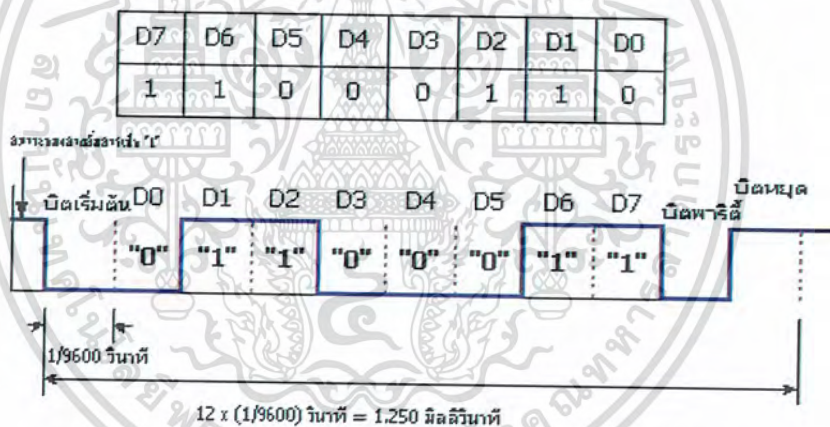 D7 D6 D5 D4 D3 D2 D1 D0
1 1 0 0 0 1 1 0
บิตเริ่มต้น D0 D1 D2 D3 D4 D5 D6 D7 บิตพาริตี้ บิตหยุด
"0" "1" "1" "0" "0" "0" "1" "1"
1/9600 วินาที
12 x (1/9600) วินาที = 1.250 มิลลิวินาที